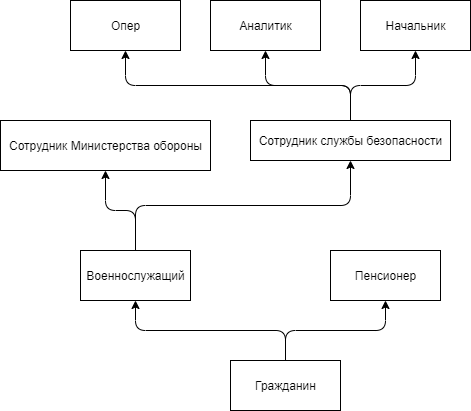 Опер
Аналитик
Начальник
Сотрудник Министерства обороны
Сотрудник службы безопасности
Военнослужащий
Пенсионер
Гражданин